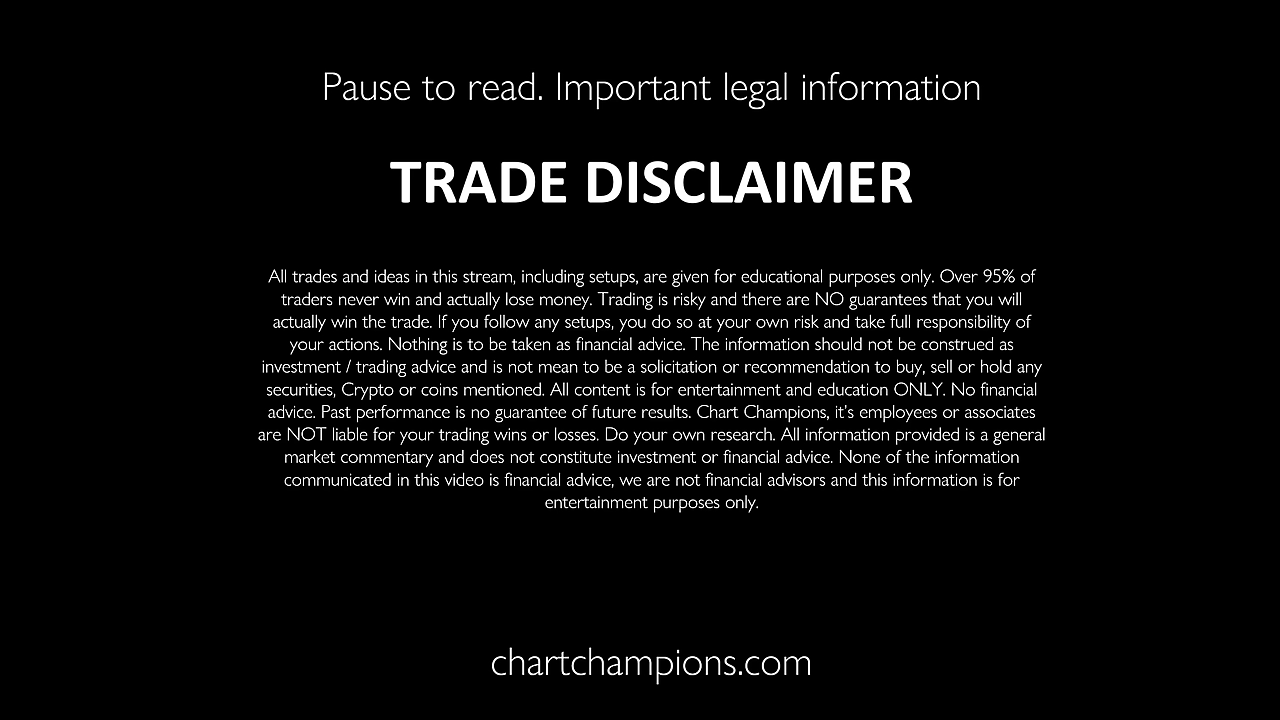 Pause to read. Important legal information
TRADE DISCLAIMER
All trades and ideas in this stream, including setups, are given for educational purposes only. Over 95% of
traders never win and actually lose money. Trading is risky and there are NO guarantees that you will
actually win the trade. If you follow any setups, you do so at your own risk and take full responsibility of
your actions. Nothing is to be taken as financial advice. The information should not be construed as
investment / trading advice and is not mean to be a solicitation or recommendation to buy, sell or hold any
securities, Crypto or coins mentioned. All content is for entertainment and education ONLY. No financial
advice. Past performance is no guarantee of future results. Chart Champions, it's employees or associates
are NOT liable for your trading wins or losses. Do your own research. All information provided is a general
market commentary and does not constitute investment or financial advice. None of the information
communicated in this video is financial advice, we are not financial advisors and this information is for
entertainment purposes only.
chartchampions.com